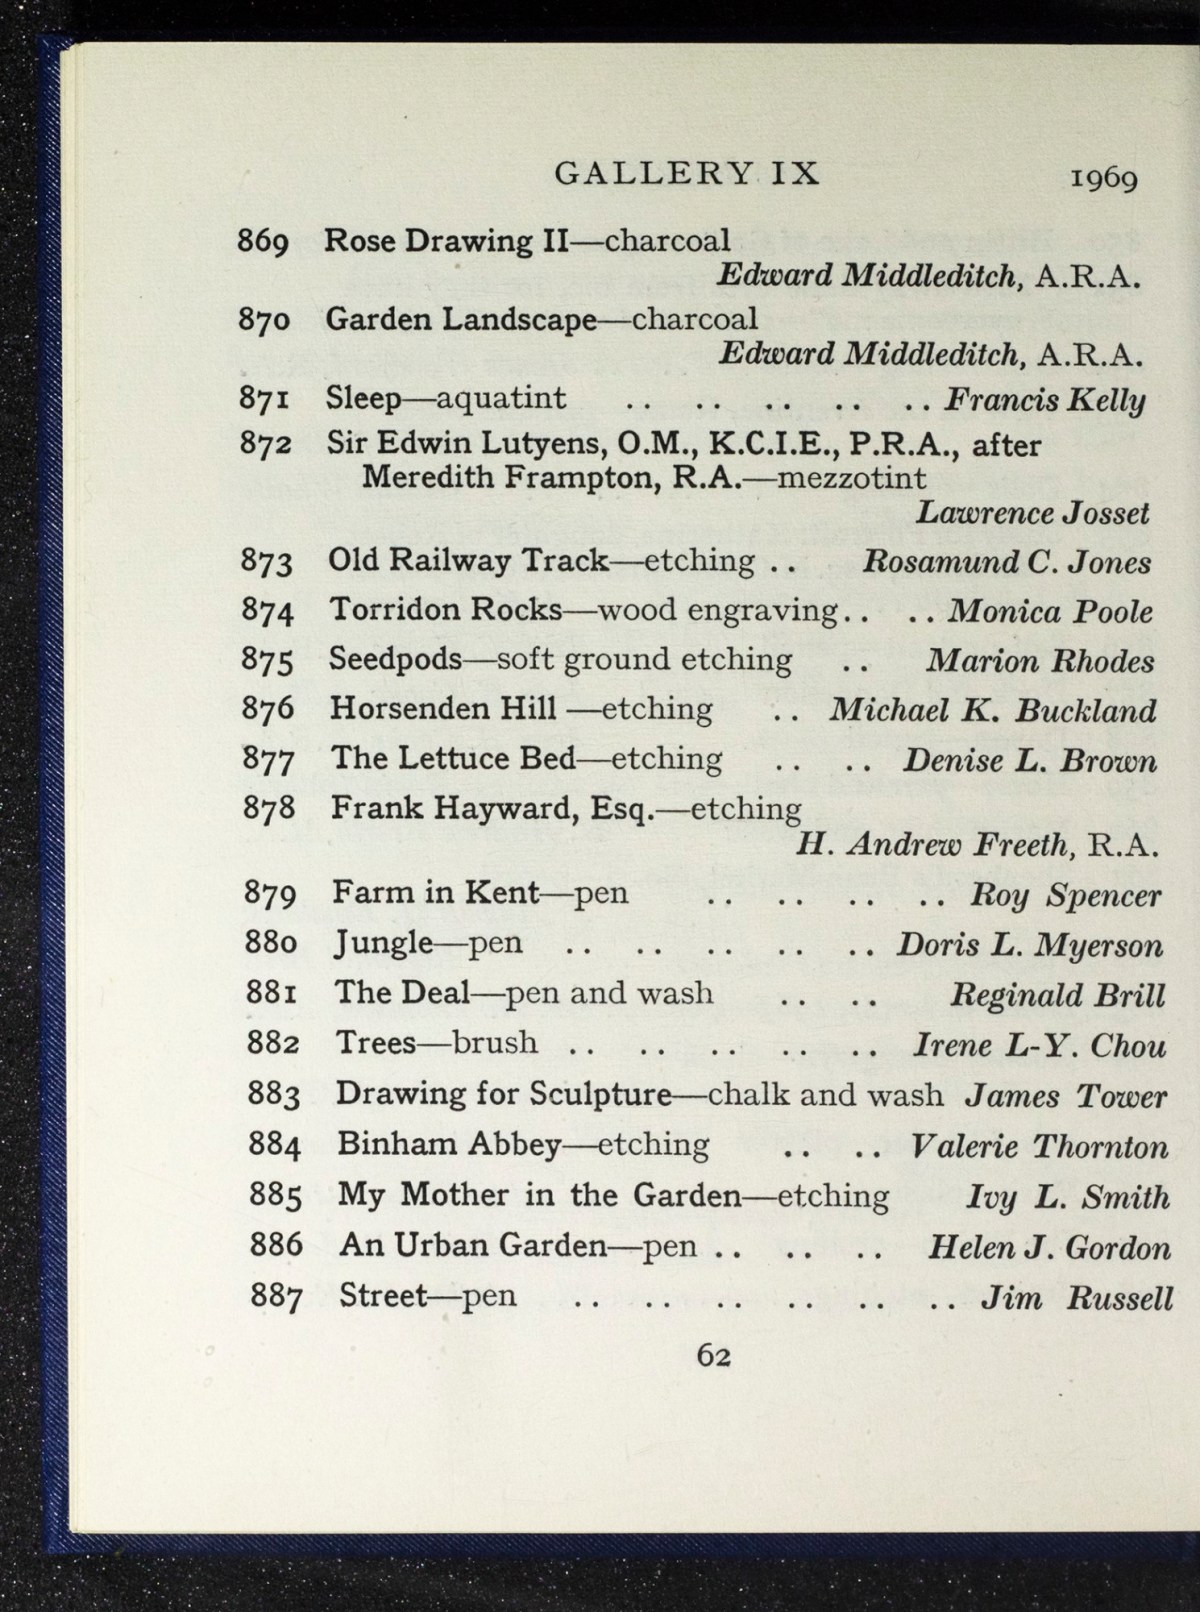 GALLERY IX 1969
869 Rose Drawing II—charcoal
Edward Middleditch, A.R.A.
870 Garden Landscape—charcoal
Edward Middleditch, A.R.A.
871 Sleep—aquatint .. .. .. .. .. Francis Kelly
872 Sir Edwin Lutyens, O.M., K.C.I.E., P.R.A., after
Meredith Frampton, R.A.—mezzotint
Lawrence Josset
873 Old Railway Track—etching .. Rosamund C. Jones
874 Torridon Rocks—wood engraving.. .. Monica Poole
875 Seedpods—soft ground etching .. Marion Rhodes
876 Horsenden Hill —etching .. Michael K. Buckland
877 The Lettuce Bed—etching .. .. Denise L. Brown
878 Frank Hayward, Esq.—etching
H. Andrew Freeth, R.A.
879 Farm in Kent—pen .. .. .. .. Roy Spencer
880 Jungle—pen .. .. .. .. .. Doris L. Myerson
881 The Deal—pen and wash .. .. Reginald Brill
882 Trees—brush .. .. .. .. .. Irene L-Y. Chou
883 Drawing for Sculpture—chalk and wash James Tower
884 Binham Abbey—etching .. .. Valerie Thornton
885 My Mother in the Garden—etching Ivy L. Smith
886 An Urban Garden—pen .. .. .. Helen J. Gordon
887 Street—pen .. .. .. .. .. .. Jim Russell
62